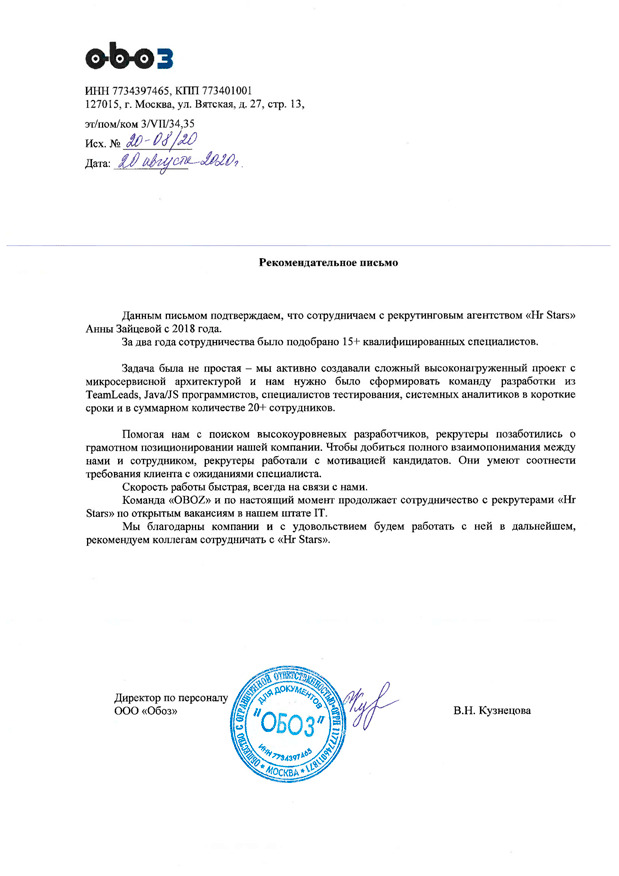 обоз
ИНН 7734397465, КПП 773401001
127015, г. Москва, ул. Вятская, д. 27, стр. 13,
эт/пом/ком 3/VII/34,35
Исх. № 20-08/20
Дата: 20 августа 2020г.
Рекомендательное письмо
Данным письмом подтверждаем, что сотрудничаем с рекрутинговым агентством «Hr Stars»
Анны Зайцевой с 2018 года.
За два года сотрудничества было подобрано 15+ квалифицированных специалистов.
Задача была не простая – мы активно создавали сложный высоконагруженный проект с
микросервисной архитектурой и нам нужно было сформировать команду разработки из
TeamLeads, Java/JS программистов, специалистов тестирования, системных аналитиков в короткие
сроки и в суммарном количестве 20+ сотрудников.
Помогая нам с поиском высокоуровневых разработчиков, рекрутеры позаботились о
грамотном позиционировании нашей компании. Чтобы добиться полного взаимопонимания между
нами и сотрудником, рекрутеры работали с мотивацией кандидатов. Они умеют соотнести
требования клиента с ожиданиями специалиста.
Скорость работы быстрая, всегда на связи с нами.
Команда «OBOZ» и по настоящий момент продолжает сотрудничество с рекрутерами «Hr
Stars» по открытым вакансиям в нашем штате IT.
Мы благодарны компании и с удовольствием будем работать с ней в дальнейшем,
рекомендуем коллегам сотрудничать с «Hr Stars».
Директор по персоналу
ООО «Обоз»
В.Н. Кузнецова
ОБЩЕСТВО С ОГРАНИЧЕННОЙ ОТВЕТСТВЕННОСТЬЮ ОГРН
ДЛЯ ДОКУМЕНТОВ
"ОБОЗ"
ИНН 7734397465
* МОСКВА *